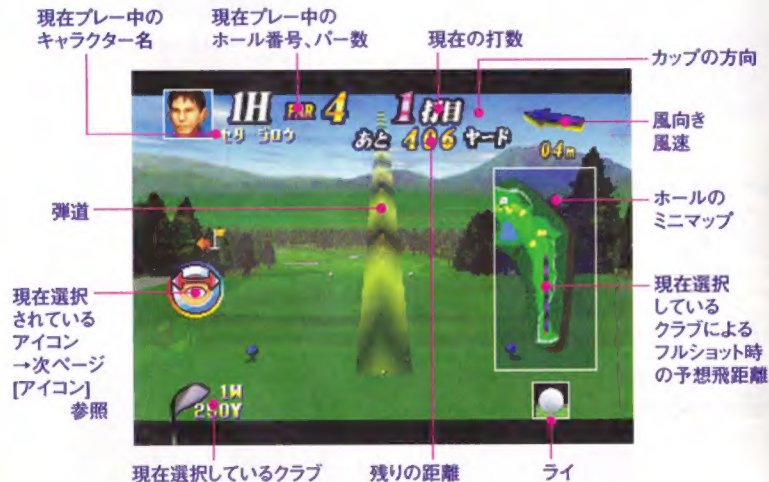 現在プレー中の
キャラクター名
現在プレー中の
ホール番号、パー数
現在の打数
カップの方向
風向き
風速
ホールの
ミニマップ
現在選択
している
クラブによる
フルショット時
の予想飛距離
弾道
現在選択
されている
アイコン
→次ページ
[アイコン]
参照
1H PAR 4
1打目
セタ ジロウ
あと 406 ヤード
04m
1W
250Y
現在選択しているクラブ
残りの距離
ライ